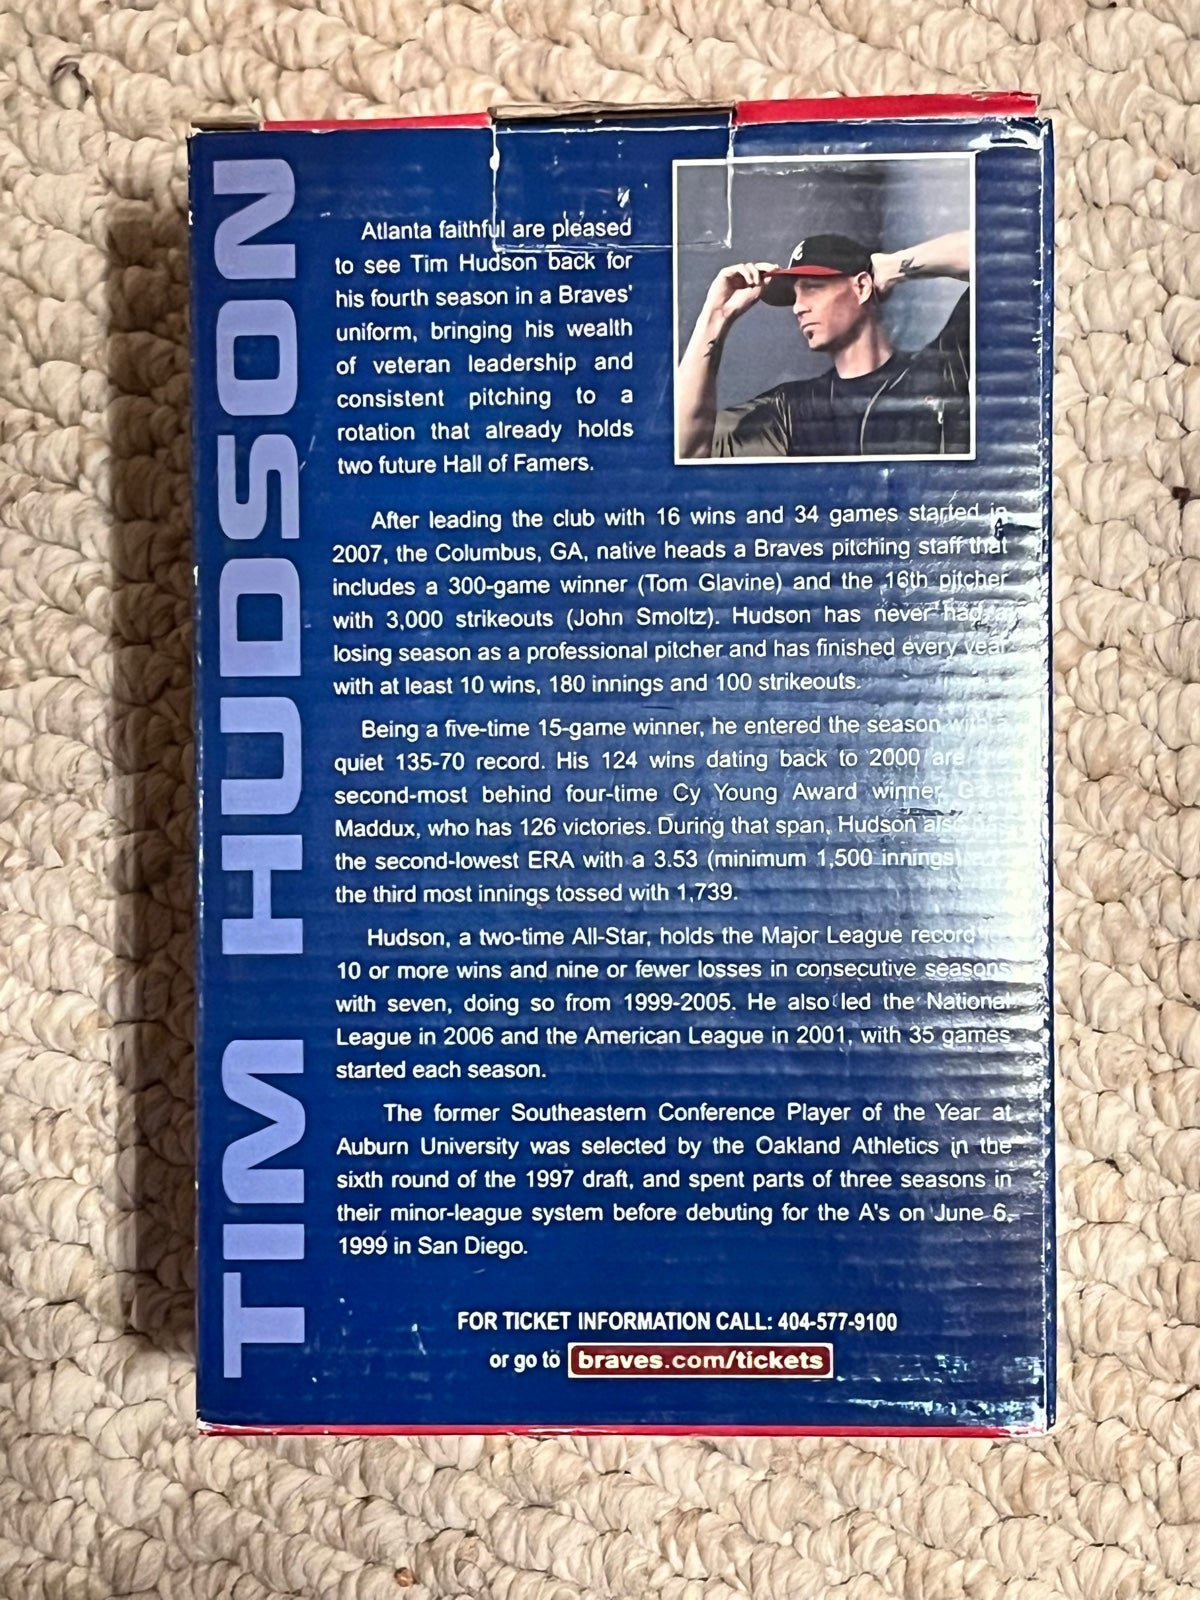 TIM HUDSON
Atlanta faithful are pleased
to see Tim Hudson back for
his fourth season in a Braves'
uniform, bringing his wealth
of veteran leadership and
consistent pitching to a
rotation that already holds
two future Hall of Famers.
After leading the club with 16 wins and 34 games started in
2007, the Columbus, GA, native heads a Braves pitching staff that
includes a 300-game winner (Tom Glavine) and the 16th pitcher
with 3,000 strikeouts (John Smoltz). Hudson has never had a
losing season as a professional pitcher and has finished every year
with at least 10 wins, 180 innings and 100 strikeouts.
Being a five-time 15-game winner, he entered the season with a
quiet 135-70 record. His 124 wins dating back to 2000 are the
second-most behind four-time Cy Young Award winner, Greg
Maddux, who has 126 victories. During that span, Hudson also
the second-lowest ERA with a 3.53 (minimum 1,500 innings)
the third most innings tossed with 1,739.
Hudson, a two-time All-Star, holds the Major League record
10 or more wins and nine or fewer losses in consecutive seasons
with seven, doing so from 1999-2005. He also led the National
League in 2006 and the American League in 2001, with 35 games
started each season.
The former Southeastern Conference Player of the Year at
Auburn University was selected by the Oakland Athletics in the
sixth round of the 1997 draft, and spent parts of three seasons in
their minor-league system before debuting for the A's on June 6,
1999 in San Diego.
FOR TICKET INFORMATION CALL: 404-577-9100
or go to braves.com/tickets